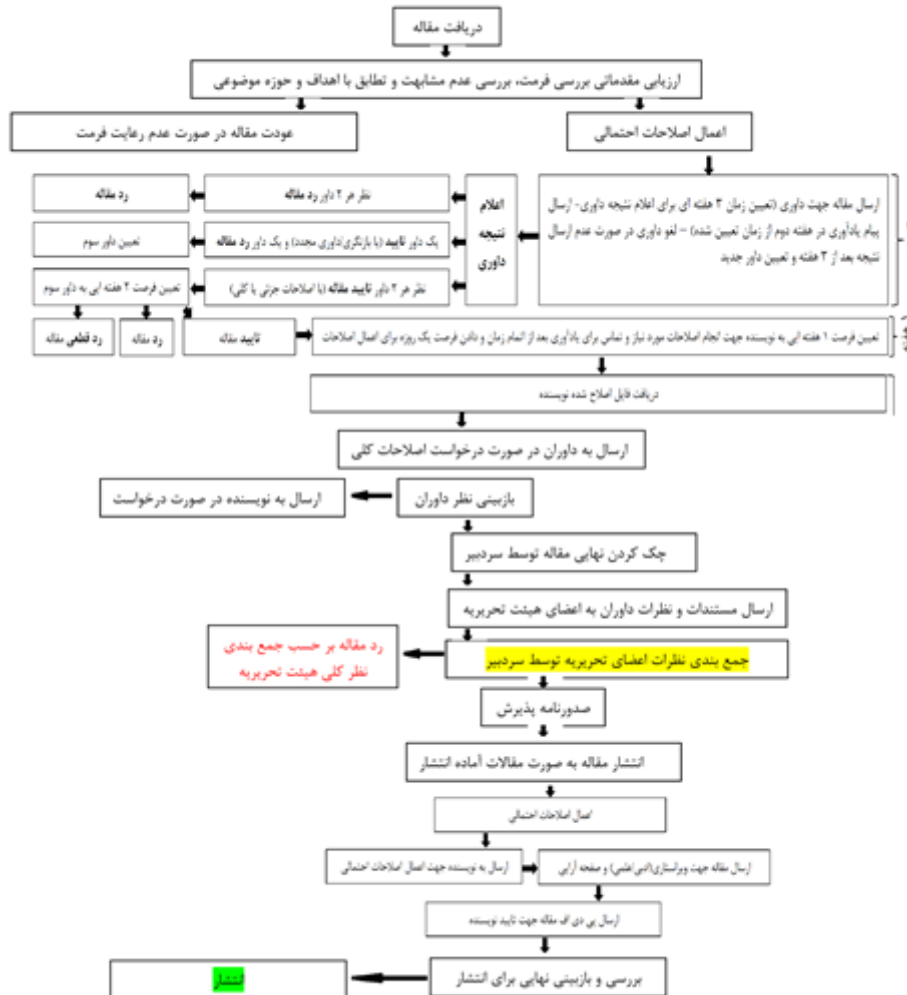 دریافت مقاله
ارزیابی مقدماتی بررسی فرمت، بررسی عدم مشابهت و تطابق با اهداف و حوزه موضوعی
اعمال اصلاحات احتمالی
عودت مقاله در صورت عدم رعایت فرمت
ارسال مقاله جهت داوری (تعیین زمان ۳ هفته ای برای اعلام نتیجه داوری- ارسال
پیام یادآوری در هفته دوم از زمان تعیین شده) – لغو داوری در صورت عدم ارسال
نتیجه بعد از ۳ هفته و تعیین داور جدید
اعلام
نتیجه
داوری
نظر هر ۲ داور رد مقاله
رد مقاله
یک داور تایید (با بازنگری/داوری مجدد) و یک داور رد مقاله
تعیین داور سوم
نظر هر ۲ داور تایید مقاله (با اصلاحات جزئی یا کلی)
تعیین فرصت ۲ هفته ایی به داور سوم
تعیین فرصت ۱ هفته ایی به نویسنده جهت انجام اصلاحات مورد نیاز و تماس برای یادآوری بعد از اتمام زمان و دادن فرصت یک روزه برای اعمال اصلاحات
تایید مقاله
رد مقاله
رد قطعی مقاله
دریافت فایل اصلاح شده نویسنده
ارسال به داوران در صورت درخواست اصلاحات کلی
بازبینی نظر داوران
ارسال به نویسنده در صورت درخواست
چک کردن نهایی مقاله توسط سردبیر
ارسال مستندات و نظرات داوران به اعضای هیئت تحریریه
جمع بندی نظرات اعضای تحریریه توسط سردبیر
رد مقاله بر حسب جمع بندی
نظر کلی هیئت تحریریه
صدورنامه پذیرش
انتشار مقاله به صورت مقالات آماده انتشار
اعمال اصلاحات احتمالی
ارسال به نویسنده جهت اعمال اصلاحات احتمالی
ارسال مقاله جهت ویراستاری(ادبی/علمی) و صفحه آرایی
ارسال پی دی اف مقاله جهت تایید نویسنده
بررسی و بازبینی نهایی برای انتشار
انتشار